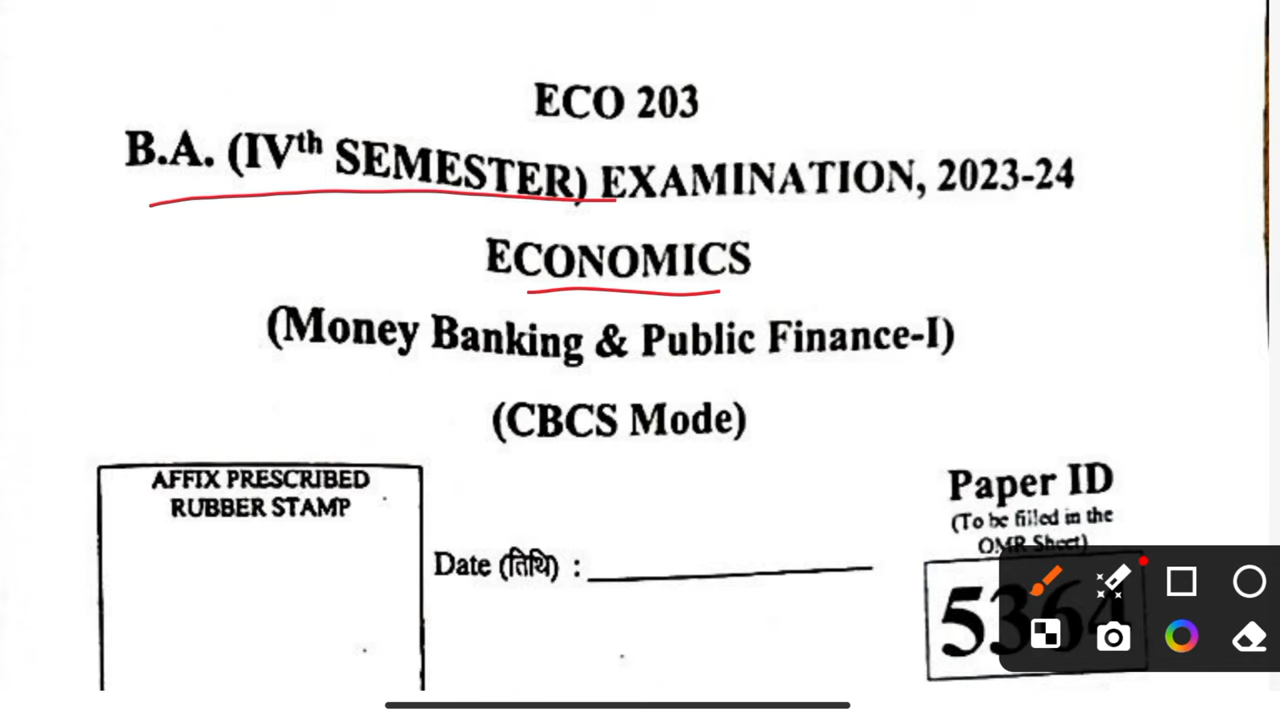 ECO 203
B.A. (IVth SEMESTER) EXAMINATION, 2023-24
ECONOMICS
(Money Banking & Public Finance-I)
(CBCS Mode)
AFFIX PRESCRIBED
RUBBER STAMP
Date (तिथि) :
Paper ID
(To be filled in the
OMR Sheet)
5364